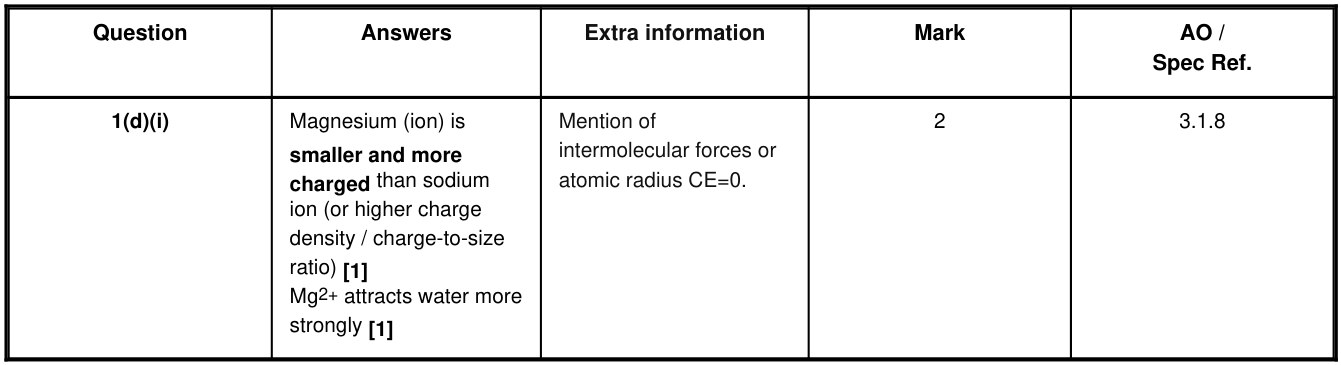 Question Answers Extra information Mark AO /
Spec Ref.
1(d)(i)
Magnesium (ion) is
smaller and more
charged than sodium
ion (or higher charge
density / charge-to-size
ratio) [1]
Mg2+ attracts water more
strongly [1]
Mention of
intermolecular forces or
atomic radius CE=0.
2
3.1.8